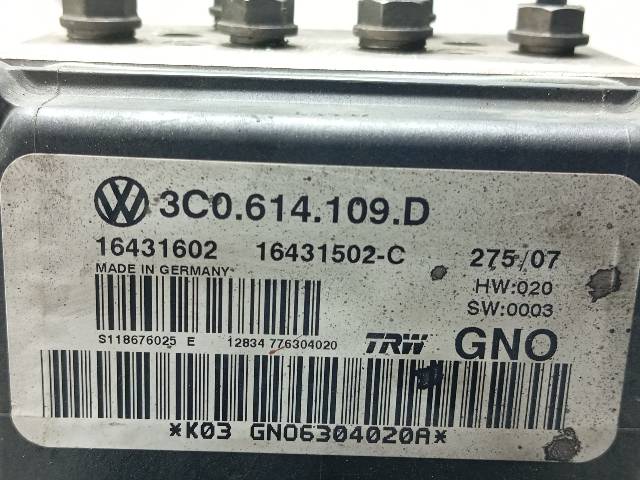 3C0.614.109.D
16431602 16431502-C 275/07
MADE IN GERMANY
HW:020
SW:0003
S118676025 E 12834 776304020 TRW GNO
*K03 GNO6304020A*